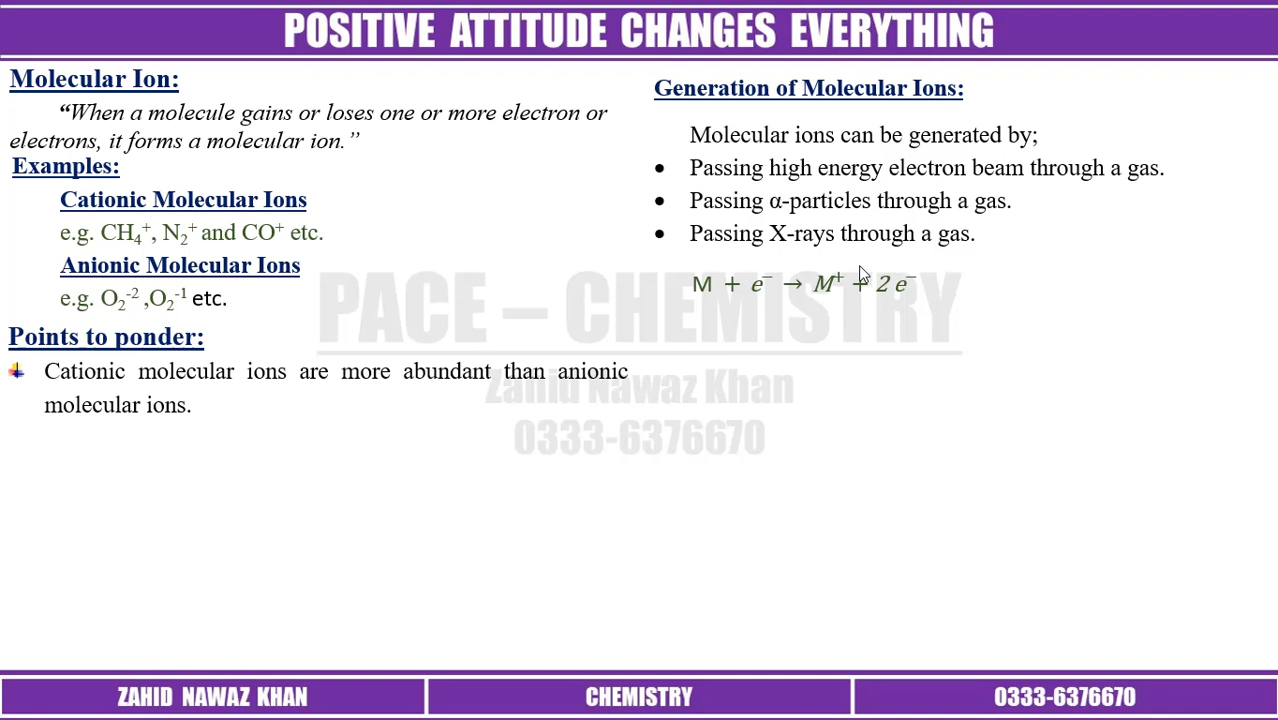 POSITIVE ATTITUDE CHANGES EVERYTHING
Molecular Ion:
“When a molecule gains or loses one or more electron or
electrons, it forms a molecular ion.”
Examples:
Cationic Molecular Ions
e.g. CH₄⁺, N₂⁺ and CO⁺ etc.
Anionic Molecular Ions
e.g. O₂⁻² ,O₂⁻¹ etc.
Points to ponder:
Cationic molecular ions are more abundant than anionic
molecular ions.
Generation of Molecular Ions:
Molecular ions can be generated by;
• Passing high energy electron beam through a gas.
• Passing α-particles through a gas.
• Passing X-rays through a gas.
M + e⁻ → M⁺ + 2 e⁻
PACE – CHEMISTRY
Zahid Nawaz Khan
0333-6376670
ZAHID NAWAZ KHAN
CHEMISTRY
0333-6376670